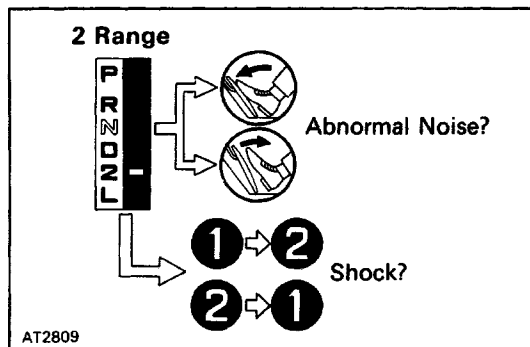 2 Range
P
R
N
D
2
L
Abnormal Noise?
1 2
Shock?
2 1
AT2809